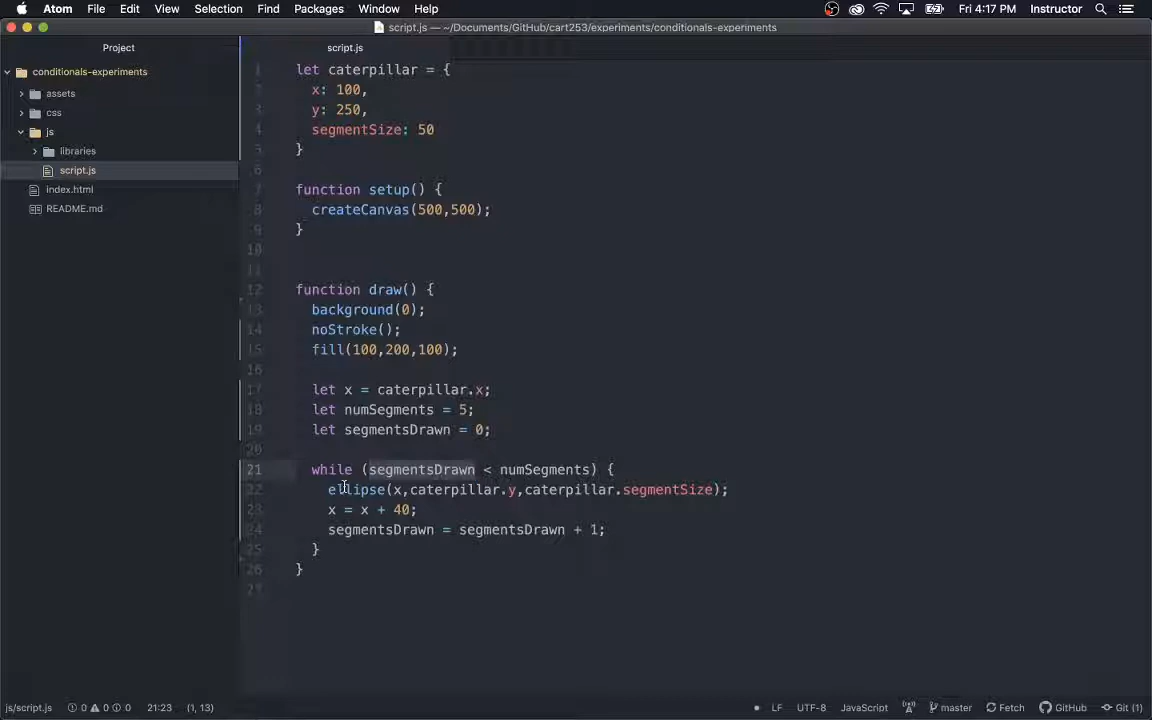 Atom File Edit View Selection Find Packages Window Help Fri 4:17 PM Instructor
script.js — ~/Documents/GitHub/cart253/experiments/conditionals-experiments
Project
script.js
conditionals-experiments
assets
css
js
libraries
script.js
index.html
README.md
1 let caterpillar = {
2 x: 100,
3 y: 250,
4 segmentSize: 50
5 }
6
7 function setup() {
8 createCanvas(500,500);
9 }
10
11
12 function draw() {
13 background(0);
14 noStroke();
15 fill(100,200,100);
16
17 let x = caterpillar.x;
18 let numSegments = 5;
19 let segmentsDrawn = 0;
20
21 while (segmentsDrawn < numSegments) {
22 ellipse(x,caterpillar.y,caterpillar.segmentSize);
23 x = x + 40;
24 segmentsDrawn = segmentsDrawn + 1;
25 }
26 }
27
js/script.js 0 0 0 21:23 (1, 13) LF UTF-8 JavaScript master Fetch GitHub Git (1)